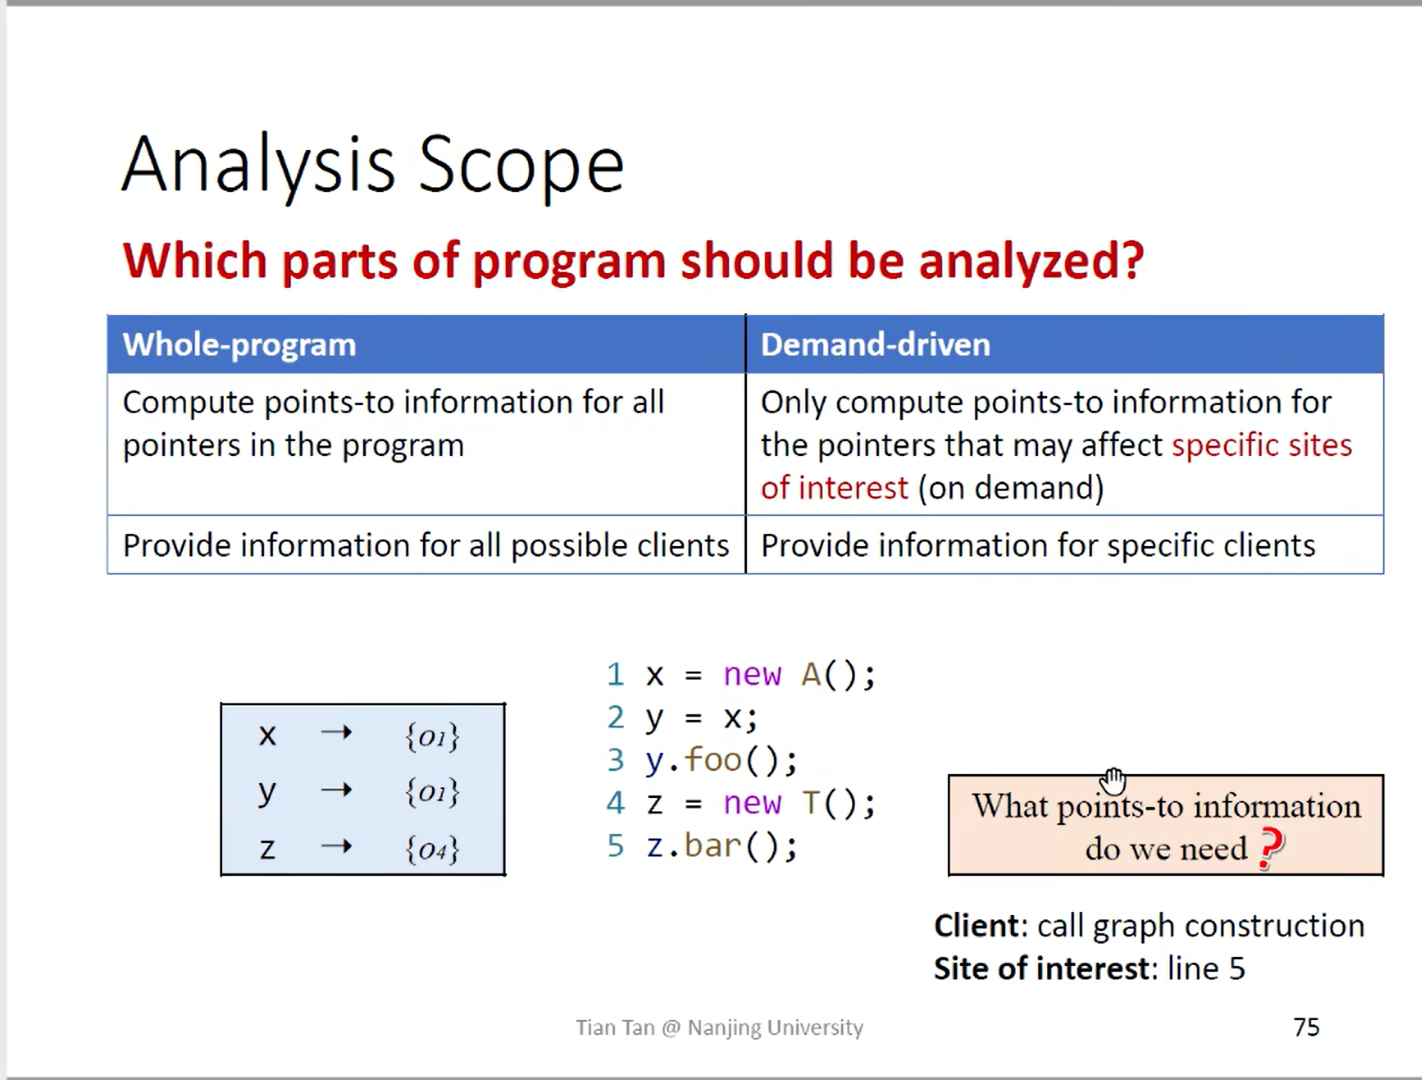 Analysis Scope
Which parts of program should be analyzed?
Whole-program
Demand-driven
Compute points-to information for all
pointers in the program
Only compute points-to information for
the pointers that may affect specific sites
of interest (on demand)
Provide information for all possible clients
Provide information for specific clients
x → {o1}
y → {o1}
z → {o4}
1 x = new A();
2 y = x;
3 y.foo();
4 z = new T();
5 z.bar();
What points-to information
do we need ?
Client: call graph construction
Site of interest: line 5
Tian Tan @ Nanjing University
75